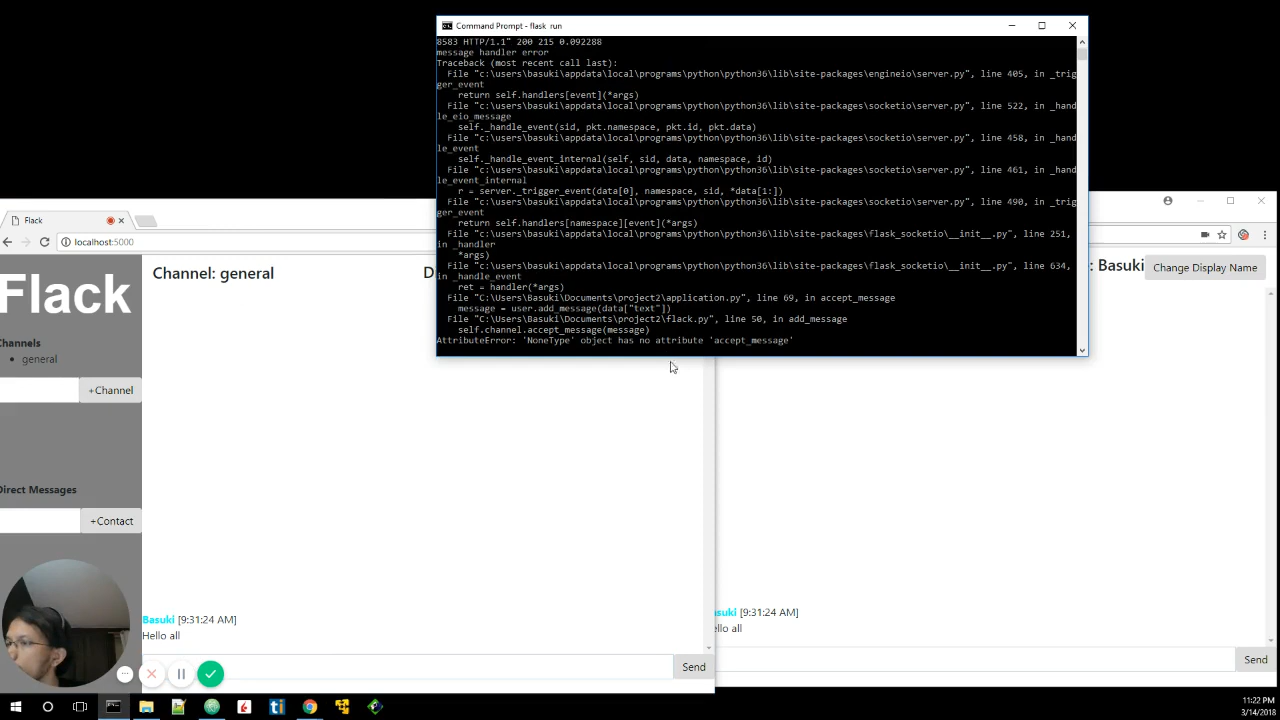 Command Prompt - flask run
8583 HTTP/1.1" 200 215 0.092288
message handler error
Traceback (most recent call last):
File "c:\users\basuki\appdata\local\programs\python\python36\lib\site-packages\engineio\server.py", line 405, in _trig
ger_event
return self.handlers[event](*args)
File "c:\users\basuki\appdata\local\programs\python\python36\lib\site-packages\socketio\server.py", line 522, in _hand
le_eio_message
self._handle_event(sid, pkt.namespace, pkt.id, pkt.data)
File "c:\users\basuki\appdata\local\programs\python\python36\lib\site-packages\socketio\server.py", line 458, in _hand
le_event
self._handle_event_internal(self, sid, data, namespace, id)
File "c:\users\basuki\appdata\local\programs\python\python36\lib\site-packages\socketio\server.py", line 461, in _hand
le_event_internal
r = server._trigger_event(data[0], namespace, sid, *data[1:])
File "c:\users\basuki\appdata\local\programs\python\python36\lib\site-packages\socketio\server.py", line 490, in _trig
ger_event
return self.handlers[namespace][event](*args)
File "c:\users\basuki\appdata\local\programs\python\python36\lib\site-packages\flask_socketio\__init__.py", line 251,
in _handler
*args)
File "c:\users\basuki\appdata\local\programs\python\python36\lib\site-packages\flask_socketio\__init__.py", line 634,
in _handle_event
ret = handler(*args)
File "C:\Users\Basuki\Documents\project2\application.py", line 69, in accept_message
message = user.add_message(data["text"])
File "C:\Users\Basuki\Documents\project2\flack.py", line 50, in add_message
self.channel.accept_message(message)
AttributeError: 'NoneType' object has no attribute 'accept_message'
Flack
localhost:5000
Flack
Channel: general
D
: Basuki
Change Display Name
Channels
general
+Channel
Direct Messages
+Contact
Basuki [9:31:24 AM]
Hello all
Send
asuki [9:31:24 AM]
ello all
Send
11:22 PM
3/14/2018